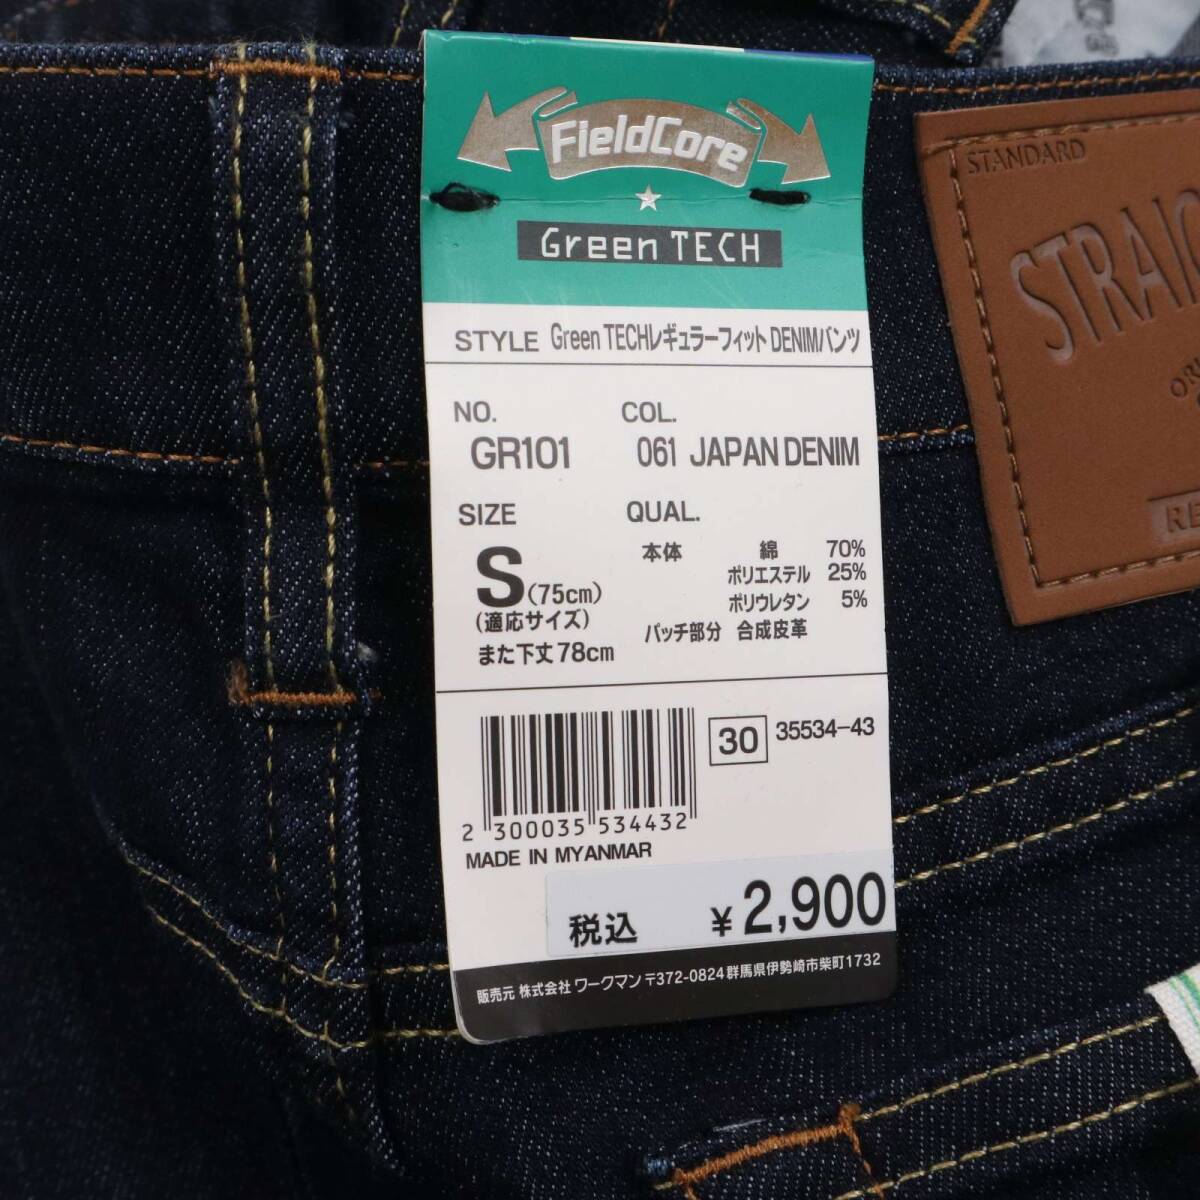 FieldCore
Green TECH
STYLE Green TECHレギュラーフィット DENIMパンツ
NO. COL.
GR101 061 JAPAN DENIM
SIZE QUAL.
S (75cm)
(適応サイズ)
また下丈78cm
本体 綿 70%
ポリエステル 25%
ポリウレタン 5%
パッチ部分 合成皮革
30 35534-43
2 300035 534432
MADE IN MYANMAR
税込 ¥2,900
販売元 株式会社 ワークマン 〒372-0824 群馬県伊勢崎市柴町1732
STANDARD